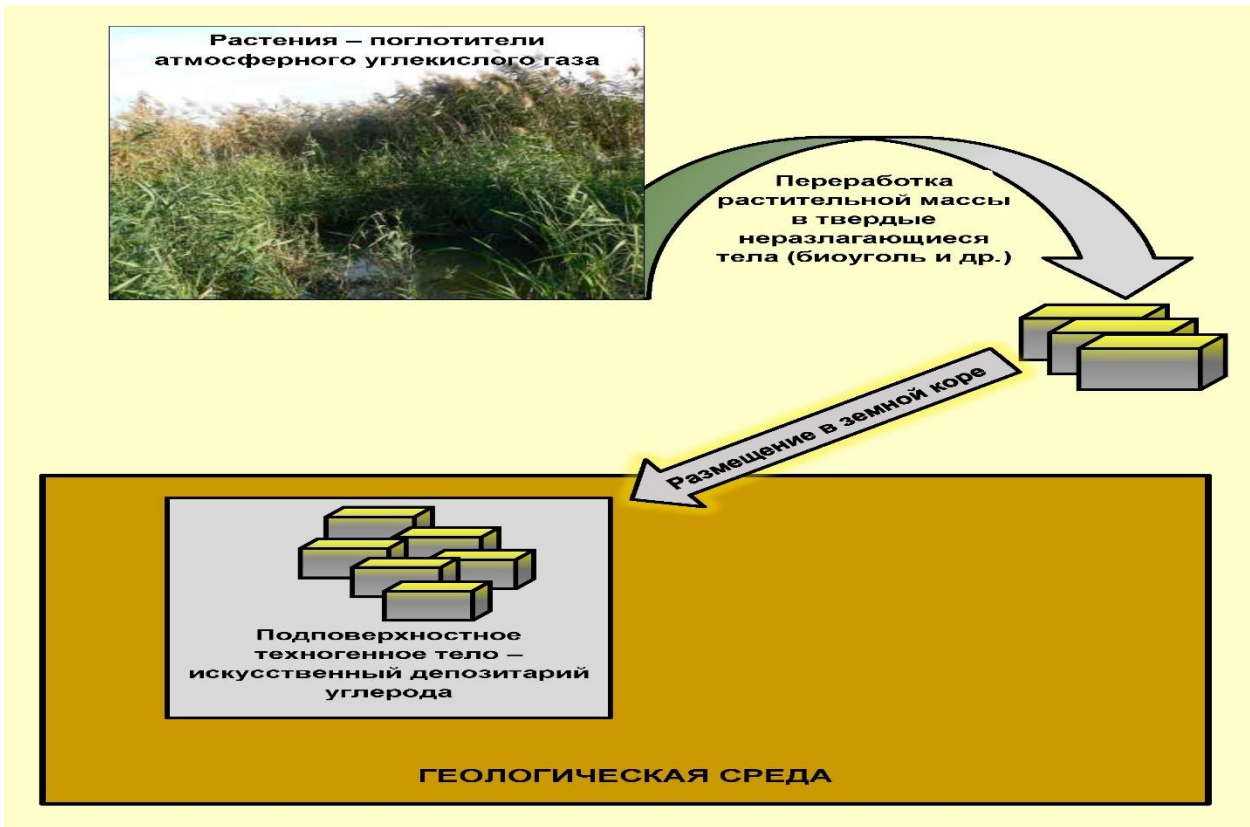 Растения – поглотители
атмосферного углекислого газа
Переработка
растительной массы
в твердые
неразлагающиеся
тела (биоуголь и др.)
Размещение в земной коре
Подповерхностное
техногенное тело –
искусственный депозитарий
углерода
ГЕОЛОГИЧЕСКАЯ СРЕДА